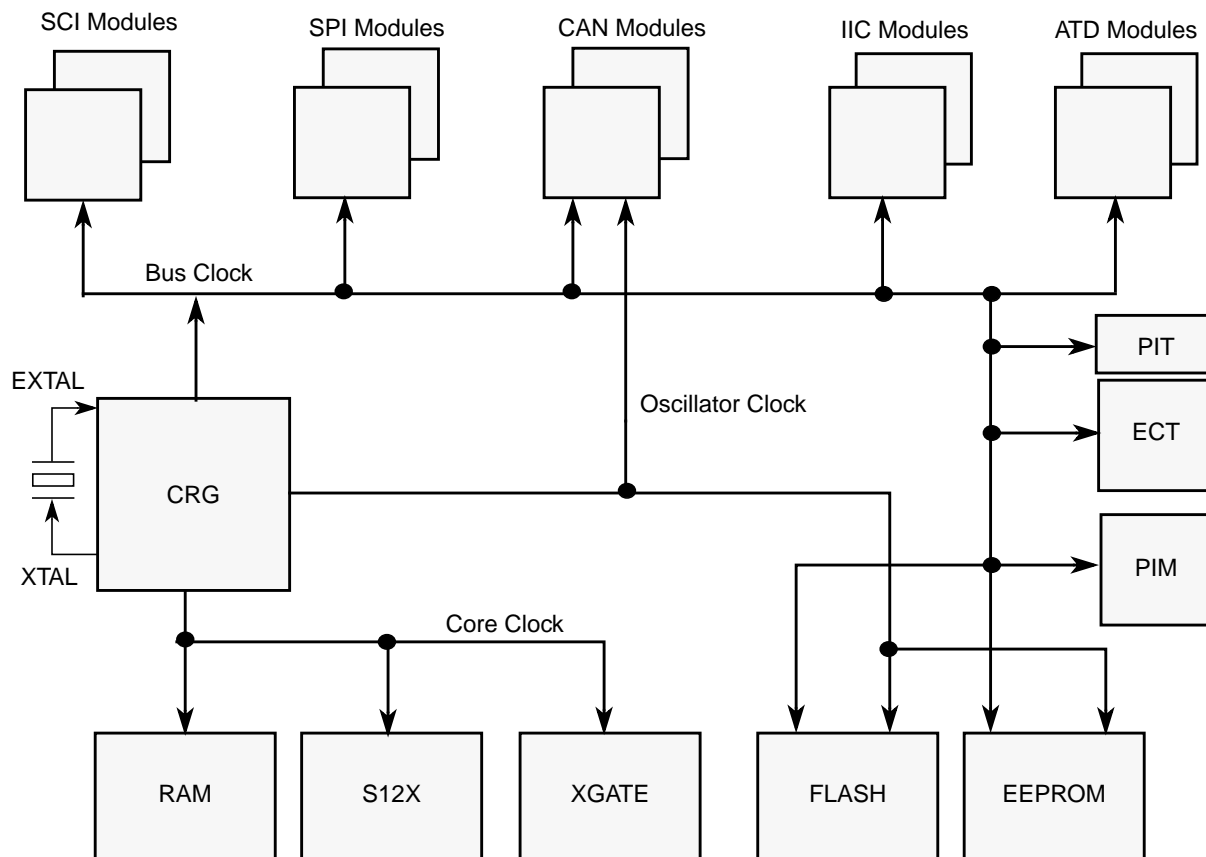 SCI Modules
SPI Modules
CAN Modules
IIC Modules
ATD Modules
Bus Clock
PIT
EXTAL
Oscillator Clock
ECT
CRG
XTAL
PIM
Core Clock
RAM
S12X
XGATE
FLASH
EEPROM